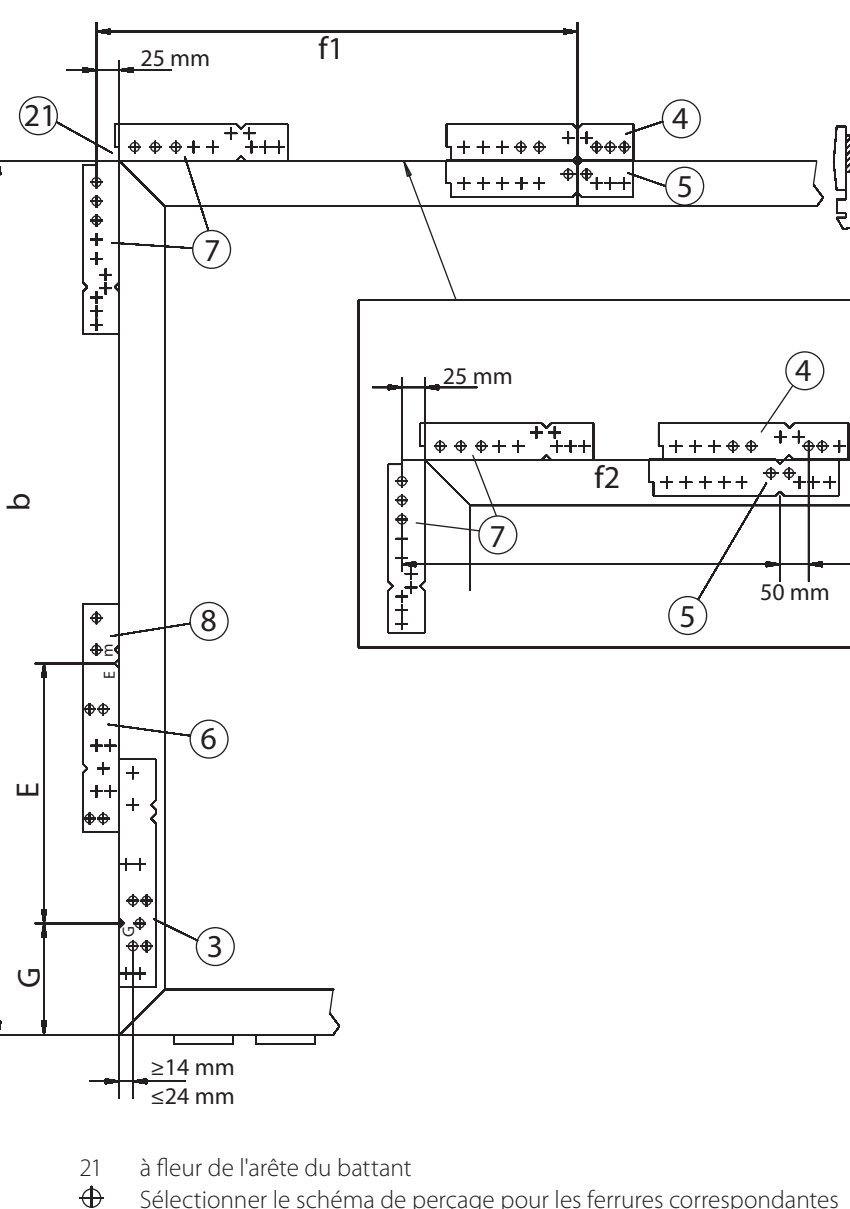 f1
25 mm
21
4
5
7
25 mm
4
f2
7
50 mm
5
b
8
m
E
6
E
G
3
G
≥14 mm
≤24 mm
21 à fleur de l'arête du battant
Sélectionner le schéma de perçage pour les ferrures correspondantes